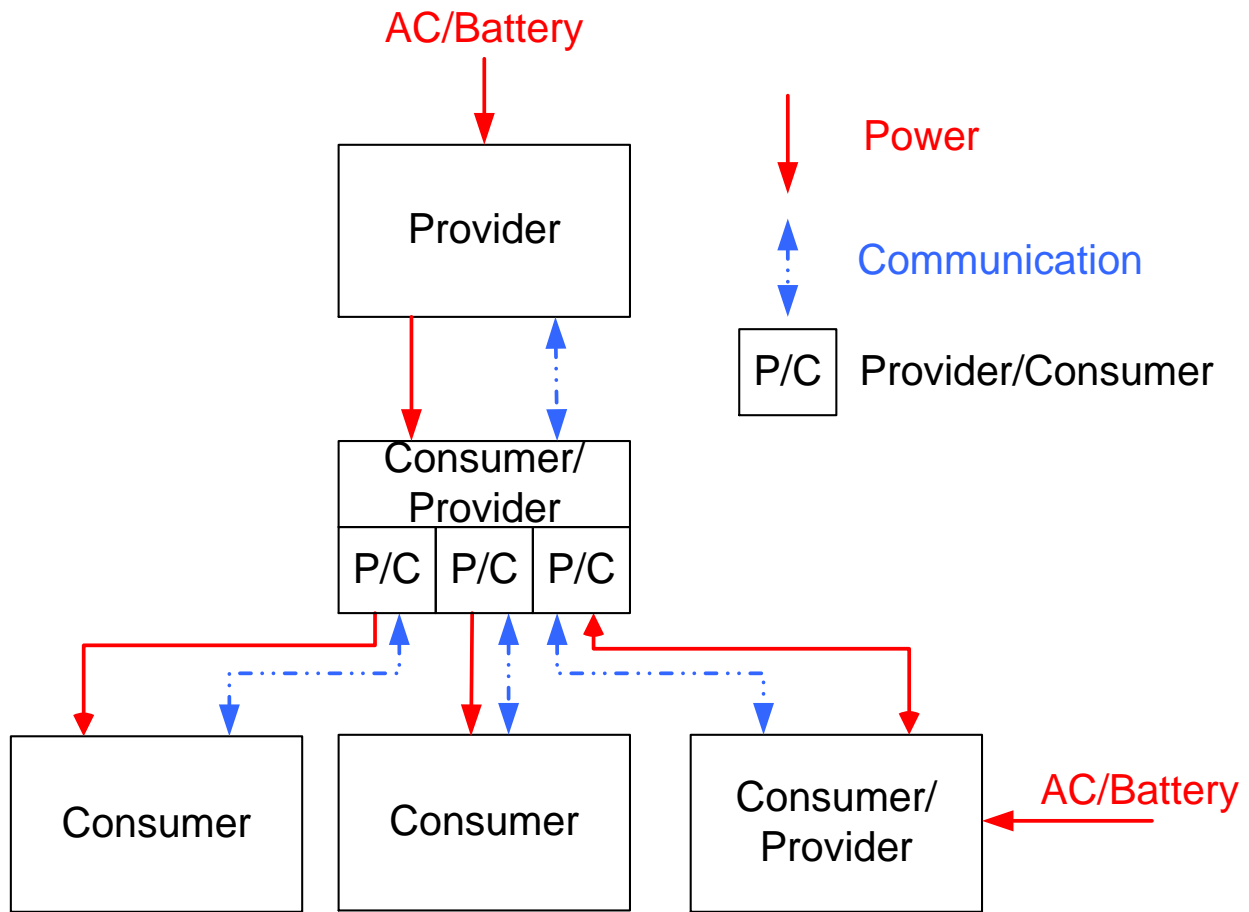 AC/Battery
Power
Provider
Communication
P/C Provider/Consumer
Consumer/
Provider
P/C P/C P/C
Consumer
Consumer
Consumer/
Provider
AC/Battery